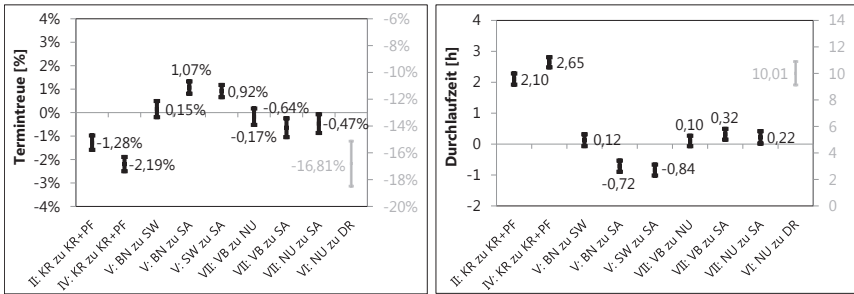 Termintreue [%]
4%
3%
2%
1%
0%
-1%
-2%
-3%
-4%
-1,28%
-2,19%
0,15%
1,07%
0,92%
-0,17%
-0,64%
-0,47%
-16,81%
-6%
-8%
-10%
-12%
-14%
-16%
-18%
-20%
II: KR zu KR+PF
IV: KR zu KR+PF
V: BN zu SW
V: BN zu SA
V: SW zu SA
VII: VB zu NU
VII: VB zu SA
VII: NU zu SA
VI: NU zu DR
Durchlaufzeit [h]
4
3
2
1
0
-1
-2
2,10
2,65
0,12
-0,72
-0,84
0,10
0,32
0,22
10,01
14
12
10
8
6
4
2
0
II: KR zu KR+PF
IV: KR zu KR+PF
V: BN zu SW
V: BN zu SA
V: SW zu SA
VII: VB zu NU
VII: VB zu SA
VII: NU zu SA
VI: NU zu DR